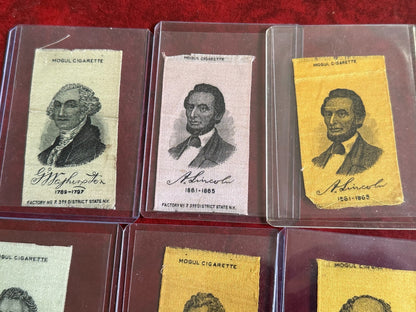 MOGUL CIGARETTE
G. Washington
1789-1797
FACTORY NO 7. 3RD DISTRICT STATE N.Y.
MOGUL CIGARETTE
A. Lincoln
1861-1865
FACTORY NO 7. 3RD DISTRICT STATE N.Y.
MOGUL CIGARETTE
A. Lincoln
1861-1865
MOGUL CIGARETTE
MOGUL CIGARETTE
MOGUL CIGARETTE